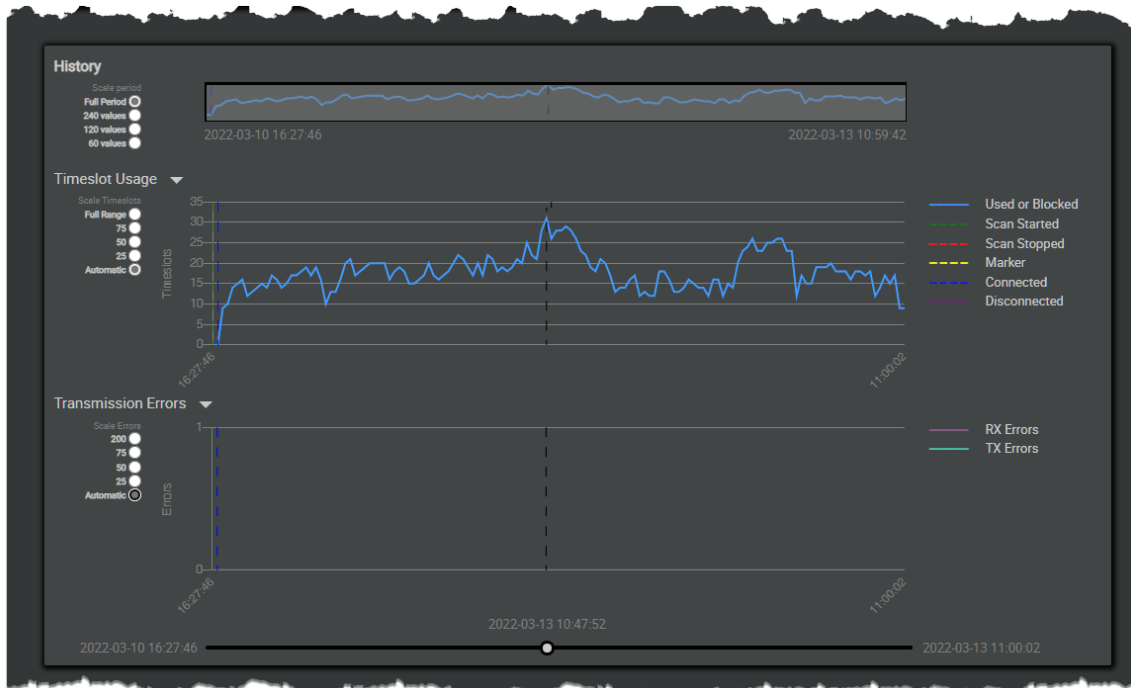 History
Scale period
Full Period
240 values
120 values
60 values
2022-03-10 16:27:46
2022-03-13 10:59:42
Timeslot Usage
Scale Timeslots
Full Range
75
50
25
Automatic
Timeslots
35
30
25
20
15
10
5
0
16:27:46
11:00:02
Used or Blocked
Scan Started
Scan Stopped
Marker
Connected
Disconnected
Transmission Errors
Scale Errors
200
75
50
25
Automatic
Errors
1
0
16:27:46
11:00:02
RX Errors
TX Errors
2022-03-13 10:47:52
2022-03-10 16:27:46
2022-03-13 11:00:02